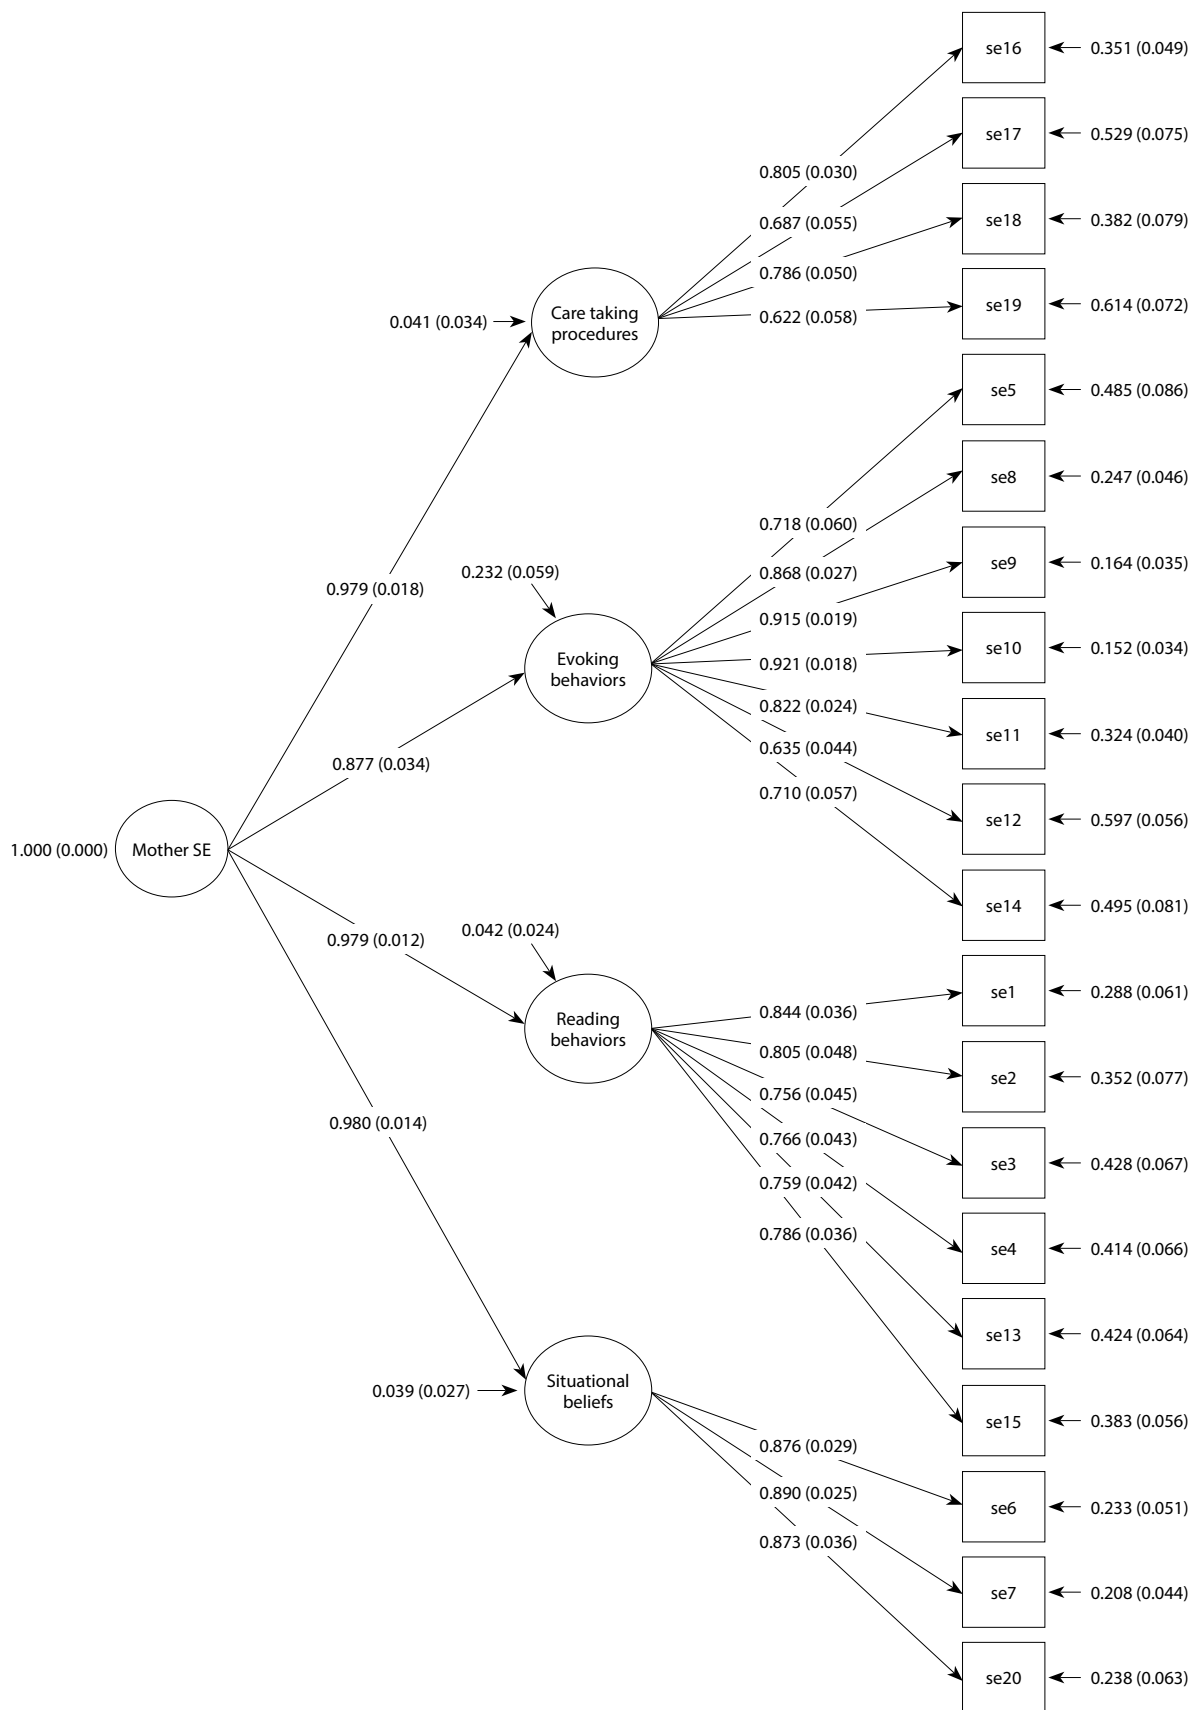 se16
0.351 (0.049)
se17
0.529 (0.075)
0.805 (0.030)
se18
0.382 (0.079)
0.687 (0.055)
0.786 (0.050)
se19
0.614 (0.072)
0.622 (0.058)
Care taking
procedures
0.041 (0.034)
se5
0.485 (0.086)
se8
0.247 (0.046)
0.718 (0.060)
se9
0.164 (0.035)
0.868 (0.027)
0.232 (0.059)
0.979 (0.018)
0.915 (0.019)
se10
0.152 (0.034)
Evoking
behaviors
0.921 (0.018)
0.822 (0.024)
se11
0.324 (0.040)
0.635 (0.044)
0.877 (0.034)
0.710 (0.057)
se12
0.597 (0.056)
1.000 (0.000)
Mother SE
se14
0.495 (0.081)
0.979 (0.012)
0.042 (0.024)
se1
0.288 (0.061)
0.844 (0.036)
Reading
behaviors
0.805 (0.048)
se2
0.352 (0.077)
0.756 (0.045)
0.980 (0.014)
0.766 (0.043)
se3
0.428 (0.067)
0.759 (0.042)
0.786 (0.036)
se4
0.414 (0.066)
se13
0.424 (0.064)
Situational
beliefs
0.039 (0.027)
se15
0.383 (0.056)
0.876 (0.029)
0.890 (0.025)
se6
0.233 (0.051)
0.873 (0.036)
se7
0.208 (0.044)
se20
0.238 (0.063)